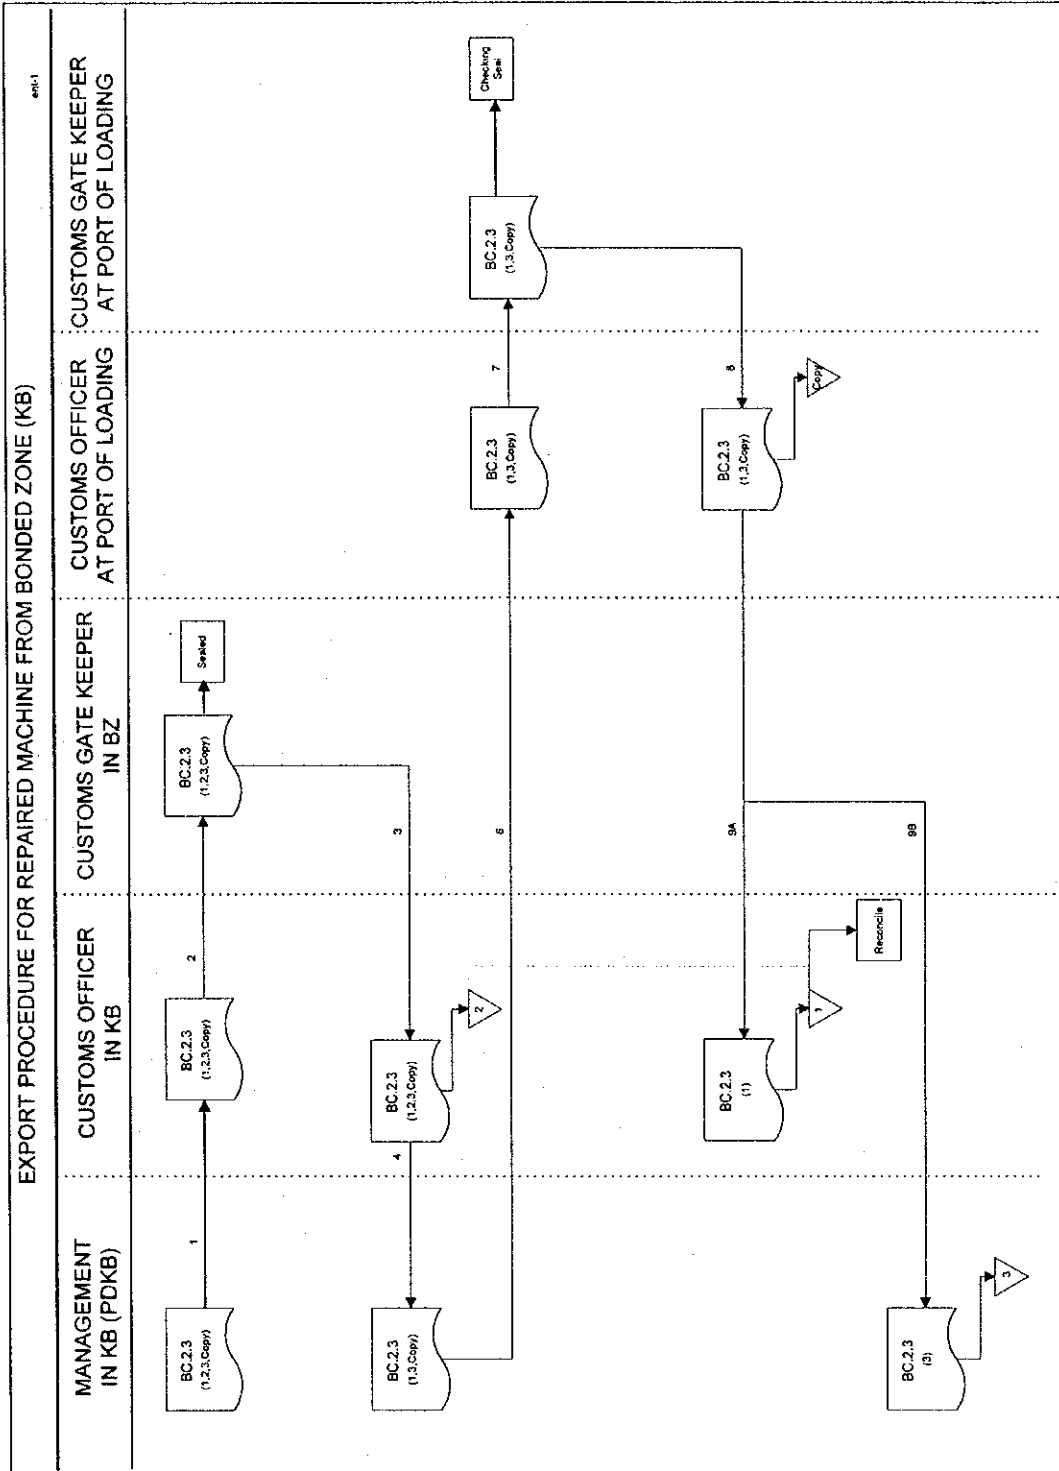 EXPORT PROCEDURE FOR REPAIRED MACHINE FROM BONDED ZONE (KB)
MANAGEMENT
IN KB (PDKB)
CUSTOMS OFFICER
IN KB
CUSTOMS GATE KEEPER
IN BZ
CUSTOMS OFFICER
AT PORT OF LOADING
CUSTOMS GATE KEEPER
AT PORT OF LOADING
BC.2.3
(1,2,3,Copy)
1
BC.2.3
(1,2,3,Copy)
2
BC.2.3
(1,2,3,Copy)
Sealed
3
BC.2.3
(1,2,3,Copy)
2
4
BC.2.3
(1,3,Copy)
6
BC.2.3
(1,3,Copy)
7
BC.2.3
(1,3,Copy)
Checking
Seal
8
BC.2.3
(1,3,Copy)
Copy
9A
BC.2.3
(1)
1
Reconcile
9B
BC.2.3
(3)
3